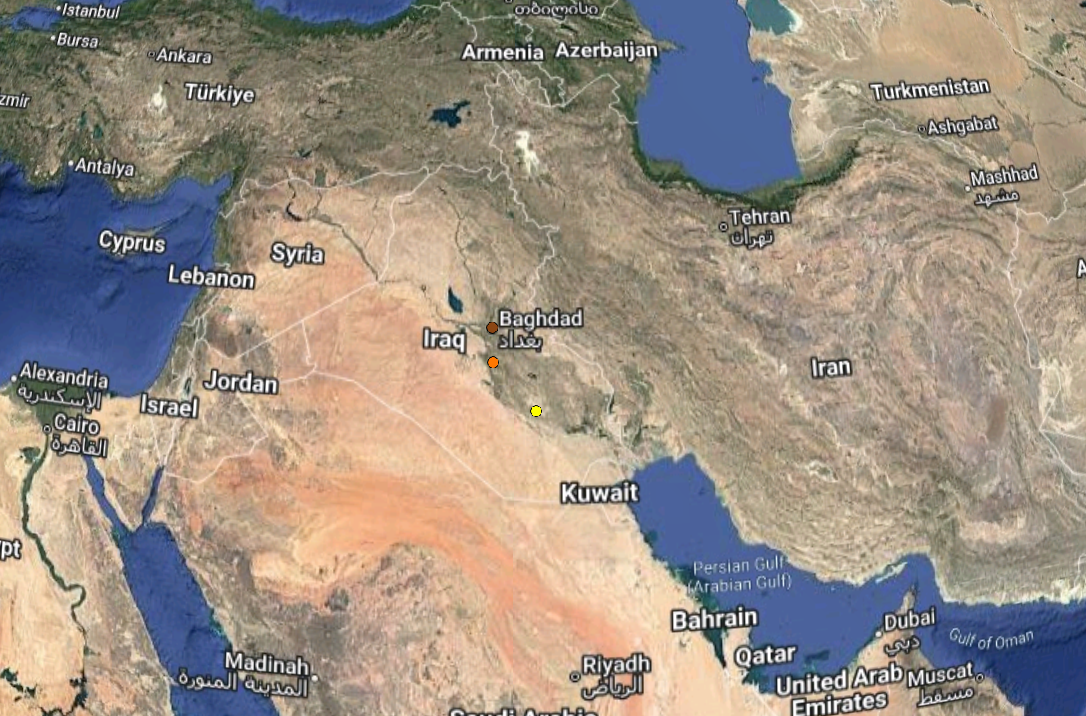 თბილისი
Istanbul
Bursa
Ankara
Armenia
Azerbaijan
Türkiye
Turkmenistan
Ashgabat
Antalya
Mashhad
مشهد
Tehran
تهران
Cyprus
Syria
Lebanon
Baghdad
بغداد
Iraq
Iran
Jordan
Israel
Alexandria
الإسكندرية
Cairo
القاهرة
Kuwait
Persian Gulf
(Arabian Gulf)
Bahrain
Dubai
دبي
Gulf of Oman
Qatar
Madinah
المدينة المنورة
Riyadh
الرياض
United Arab
Emirates
Muscat
مسقط